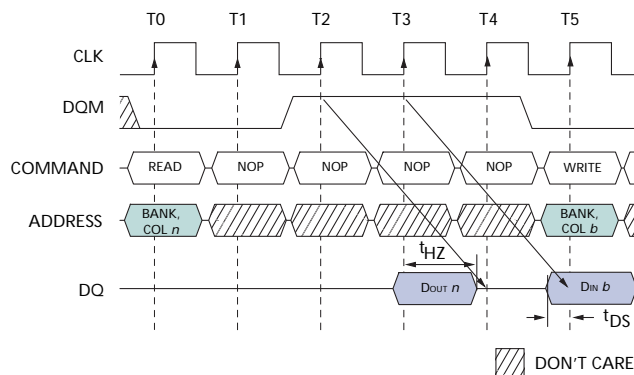 T0 T1 T2 T3 T4 T5
CLK
DQM
COMMAND READ NOP NOP NOP NOP WRITE
ADDRESS BANK, COL n BANK, COL b
tHZ
DQ DOUT n DIN b
tDS
DON'T CARE